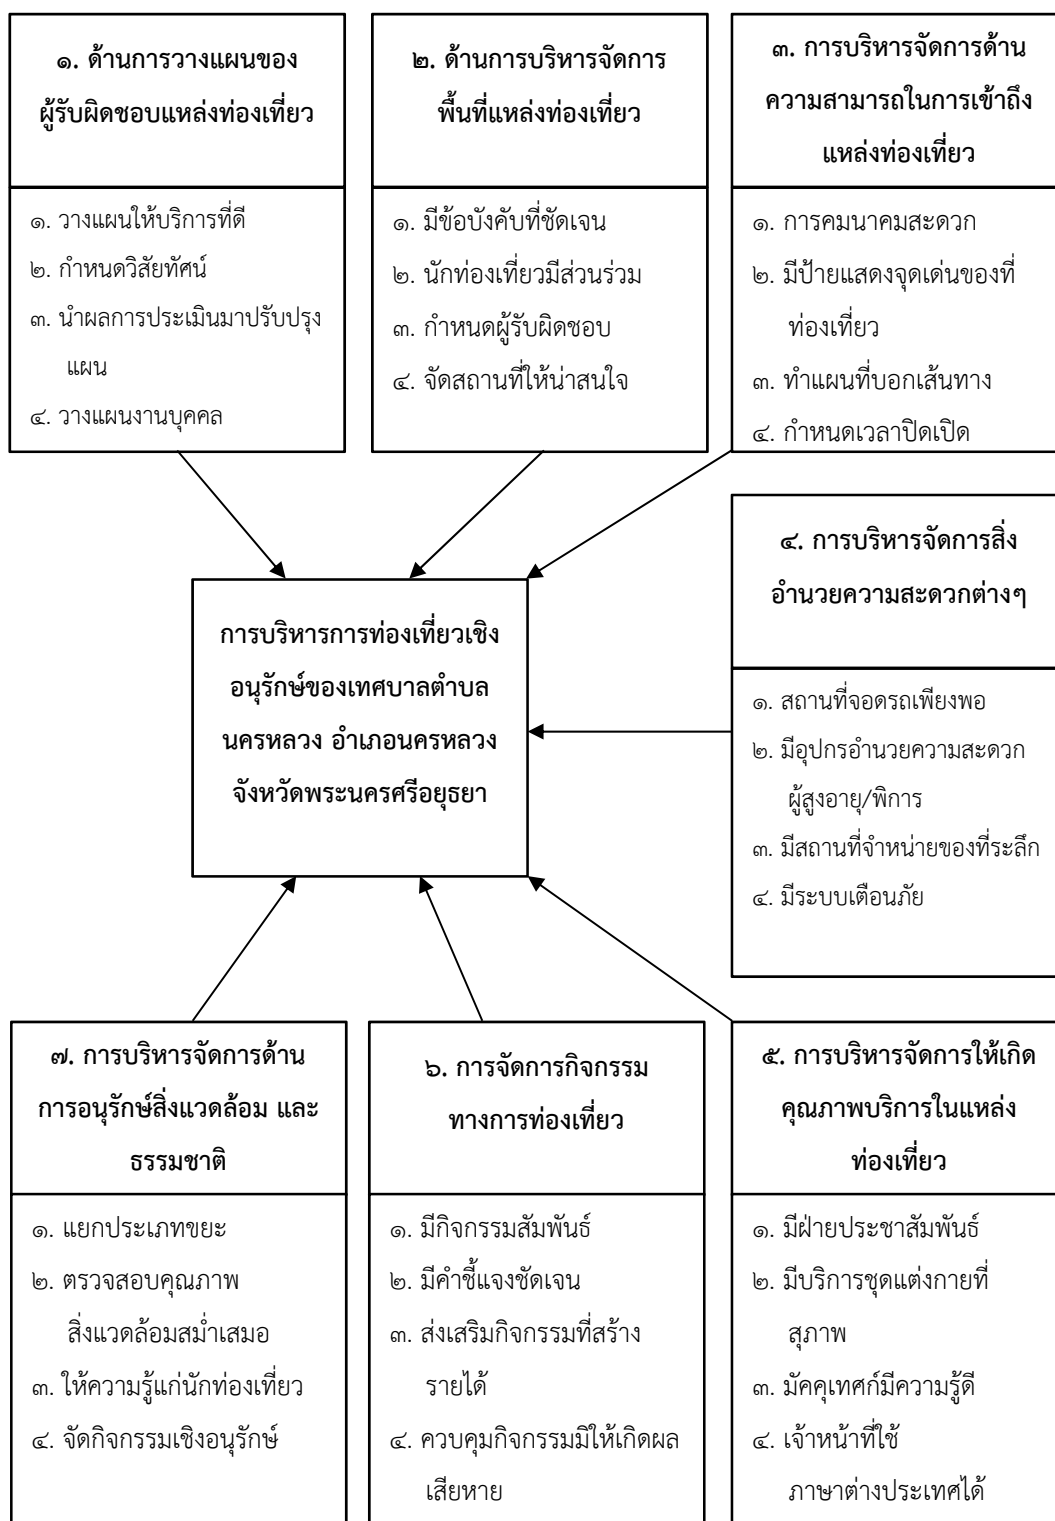 ๑. ด้านการวางแผนของ
ผู้รับผิดชอบแหล่งท่องเที่ยว
๑. วางแผนให้บริการที่ดี
๒. กำหนดวิสัยทัศน์
๓. นำผลการประเมินมาปรับปรุง
แผน
๔. วางแผนงานบุคคล
๒. ด้านการบริหารจัดการ
พื้นที่แหล่งท่องเที่ยว
๑. มีข้อบังคับที่ชัดเจน
๒. นักท่องเที่ยวมีส่วนร่วม
๓. กำหนดผู้รับผิดชอบ
๔. จัดสถานที่ให้น่าสนใจ
๓. การบริหารจัดการด้าน
ความสามารถในการเข้าถึง
แหล่งท่องเที่ยว
๑. การคมนาคมสะดวก
๒. มีป้ายแสดงจุดเด่นของที่
ท่องเที่ยว
๓. ทำแผนที่บอกเส้นทาง
๔. กำหนดเวลาปิดเปิด
การบริหารการท่องเที่ยวเชิง
อนุรักษ์ของเทศบาลตำบล
นครหลวง อำเภอนครหลวง
จังหวัดพระนครศรีอยุธยา
๔. การบริหารจัดการสิ่ง
อำนวยความสะดวกต่างๆ
๑. สถานที่จอดรถเพียงพอ
๒. มีอุปกรอำนวยความสะดวก
ผู้สูงอายุ/พิการ
๓. มีสถานที่จำหน่ายของที่ระลึก
๔. มีระบบเตือนภัย
๗. การบริหารจัดการด้าน
การอนุรักษ์สิ่งแวดล้อม และ
ธรรมชาติ
๑. แยกประเภทขยะ
๒. ตรวจสอบคุณภาพ
สิ่งแวดล้อมสม่ำเสมอ
๓. ให้ความรู้แก่นักท่องเที่ยว
๔. จัดกิจกรรมเชิงอนุรักษ์
๖. การจัดการกิจกรรม
ทางการท่องเที่ยว
๑. มีกิจกรรมสัมพันธ์
๒. มีคำชี้แจงชัดเจน
๓. ส่งเสริมกิจกรรมที่สร้าง
รายได้
๔. ควบคุมกิจกรรมมิให้เกิดผล
เสียหาย
๕. การบริหารจัดการให้เกิด
คุณภาพบริการในแหล่ง
ท่องเที่ยว
๑. มีฝ่ายประชาสัมพันธ์
๒. มีบริการชุดแต่งกายที่
สุภาพ
๓. มัคคุเทศก์มีความรู้ดี
๔. เจ้าหน้าที่ใช้
ภาษาต่างประเทศได้